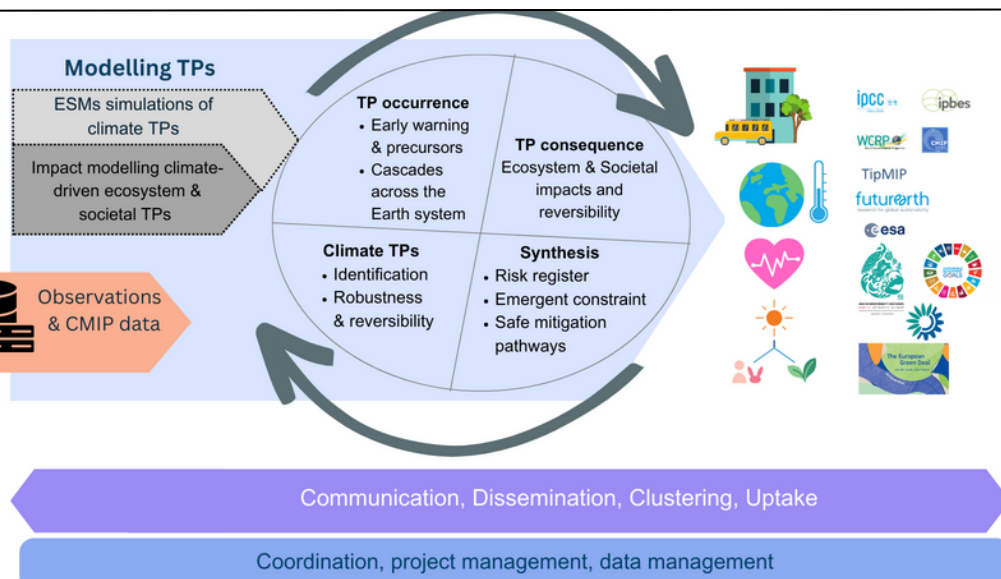 Modelling TPs
ESMs simulations of
climate TPs
Impact modelling climate-
driven ecosystem &
societal TPs
Observations
& CMIP data
TP occurrence
• Early warning
& precursors
• Cascades
across the
Earth system
TP consequence
Ecosystem & Societal
impacts and
reversibility
Climate TPs
• Identification
• Robustness
& reversibility
Synthesis
• Risk register
• Emergent constraint
• Safe mitigation
pathways
ipcc
ipbes
WCRP
CMIP
TipMIP
futurerth
research for global sustainability
esa
GOALS
The European
Green Deal
Communication, Dissemination, Clustering, Uptake
Coordination, project management, data management